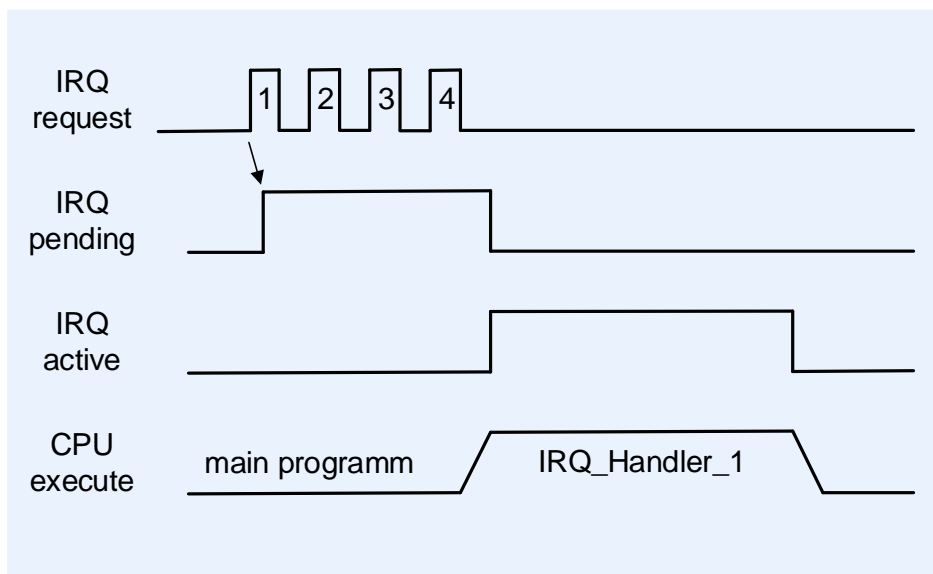 IRQ
request
1 2 3 4
IRQ
pending
IRQ
active
CPU
execute
main programm
IRQ_Handler_1